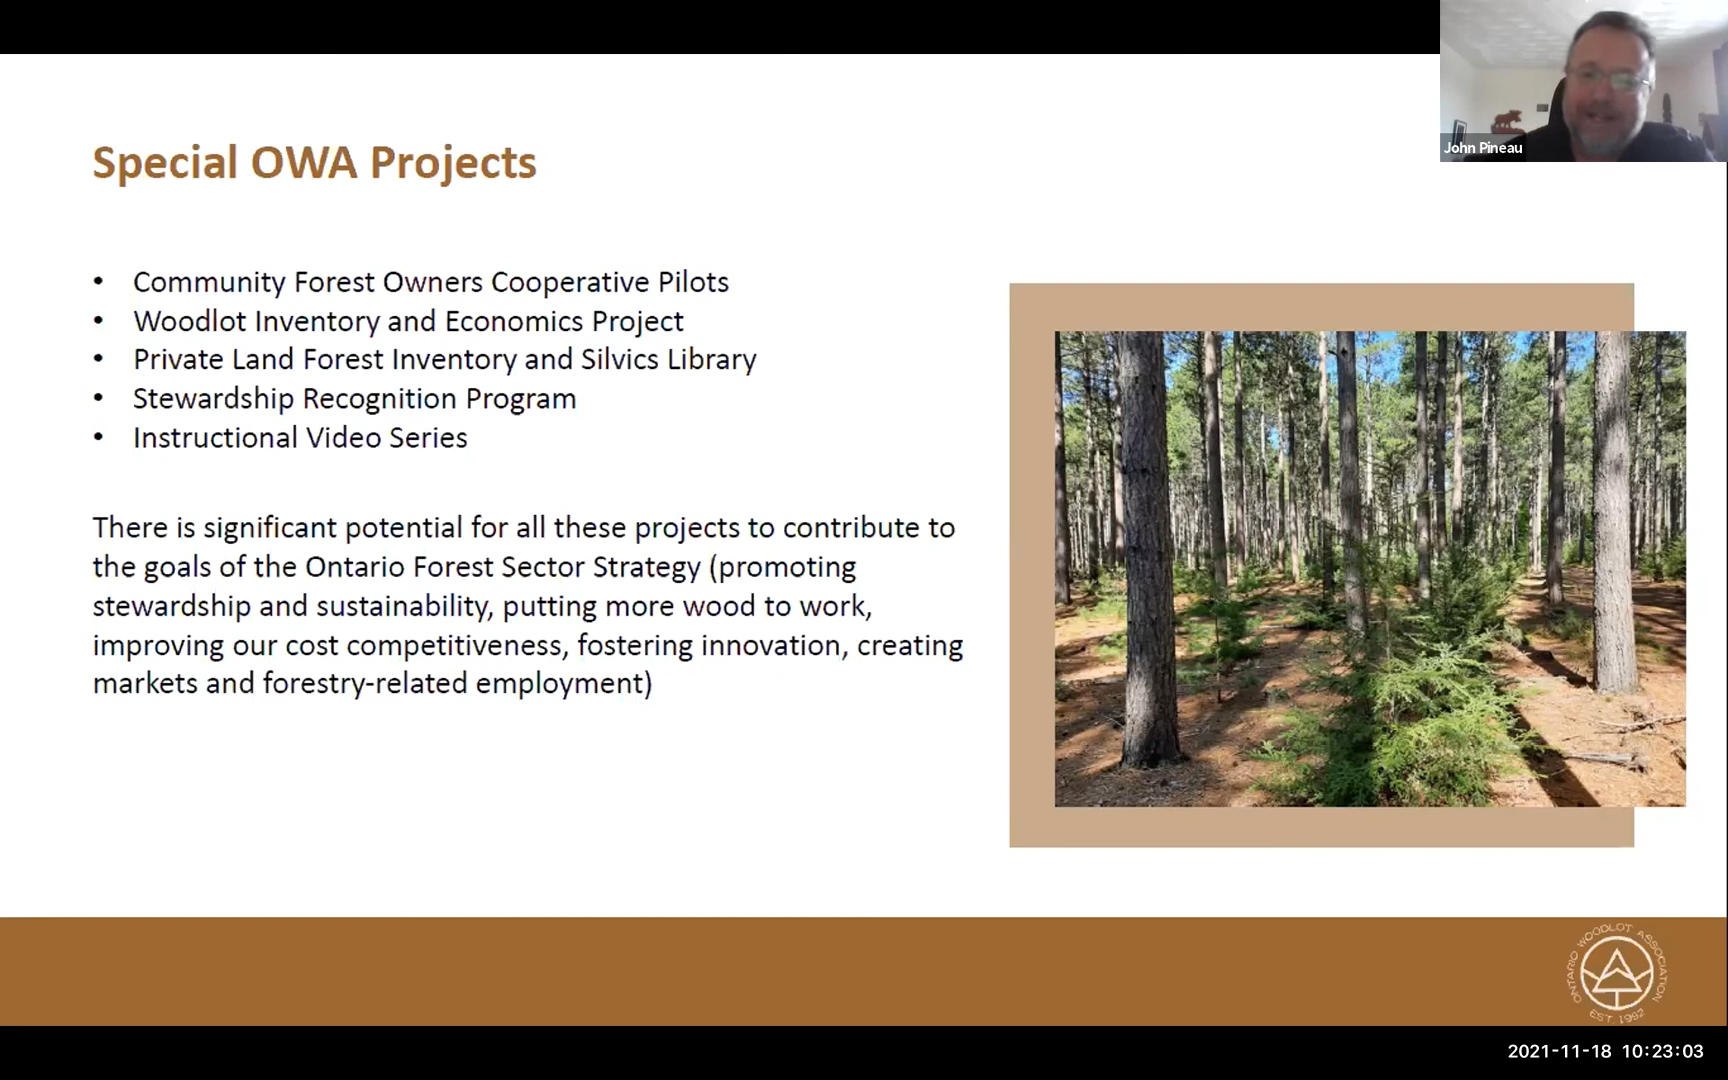 John Pineau
Special OWA Projects
• Community Forest Owners Cooperative Pilots
• Woodlot Inventory and Economics Project
• Private Land Forest Inventory and Silvics Library
• Stewardship Recognition Program
• Instructional Video Series
There is significant potential for all these projects to contribute to
the goals of the Ontario Forest Sector Strategy (promoting
stewardship and sustainability, putting more wood to work,
improving our cost competitiveness, fostering innovation, creating
markets and forestry-related employment)
ONTARIO WOODLOT ASSOCIATION
EST. 1992
2021-11-18 10:23:03